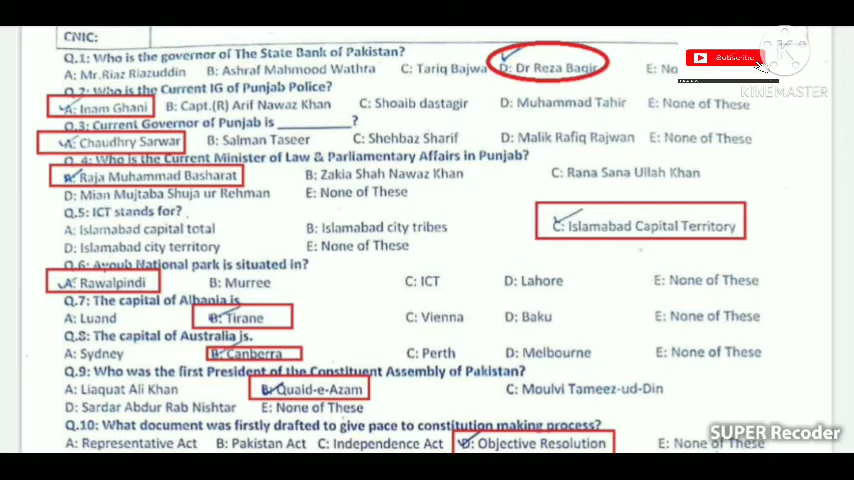 CNIC:
Q.1: Who is the governor of The State Bank of Pakistan?
A: Mr.Riaz Riazuddin B: Ashraf Mahmood Wathra C: Tariq Bajwa D: Dr Reza Baqir E: No
Q.2: Who is the Current IG of Punjab Police?
A: Inam Ghani B: Capt.(R) Arif Nawaz Khan C: Shoaib dastagir D: Muhammad Tahir E: None of These
Q.3: Current Governor of Punjab is __________?
A: Chaudhry Sarwar B: Salman Taseer C: Shehbaz Sharif D: Malik Rafiq Rajwan E: None of These
Q.4: Who is the Current Minister of Law & Parliamentary Affairs in Punjab?
A: Raja Muhammad Basharat B: Zakia Shah Nawaz Khan C: Rana Sana Ullah Khan
D: Mian Mujtaba Shuja ur Rehman E: None of These
Q.5: ICT stands for?
A: Islamabad capital total B: Islamabad city tribes C: Islamabad Capital Territory
D: Islamabad city territory E: None of These
Q.6: Ayoub National park is situated in?
A: Rawalpindi B: Murree C: ICT D: Lahore E: None of These
Q.7: The capital of Albania is
A: Luand B: Tirane C: Vienna D: Baku E: None of These
Q.8: The capital of Australia is.
A: Sydney B: Canberra C: Perth D: Melbourne E: None of These
Q.9: Who was the first President of the Constituent Assembly of Pakistan?
A: Liaquat Ali Khan B: Quaid-e-Azam C: Moulvi Tameez-ud-Din
D: Sardar Abdur Rab Nishtar E: None of These
Q.10: What document was firstly drafted to give pace to constitution making process?
A: Representative Act B: Pakistan Act C: Independence Act D: Objective Resolution E: None of These
Subscribe
KINEMASTER
SUPER Recorder